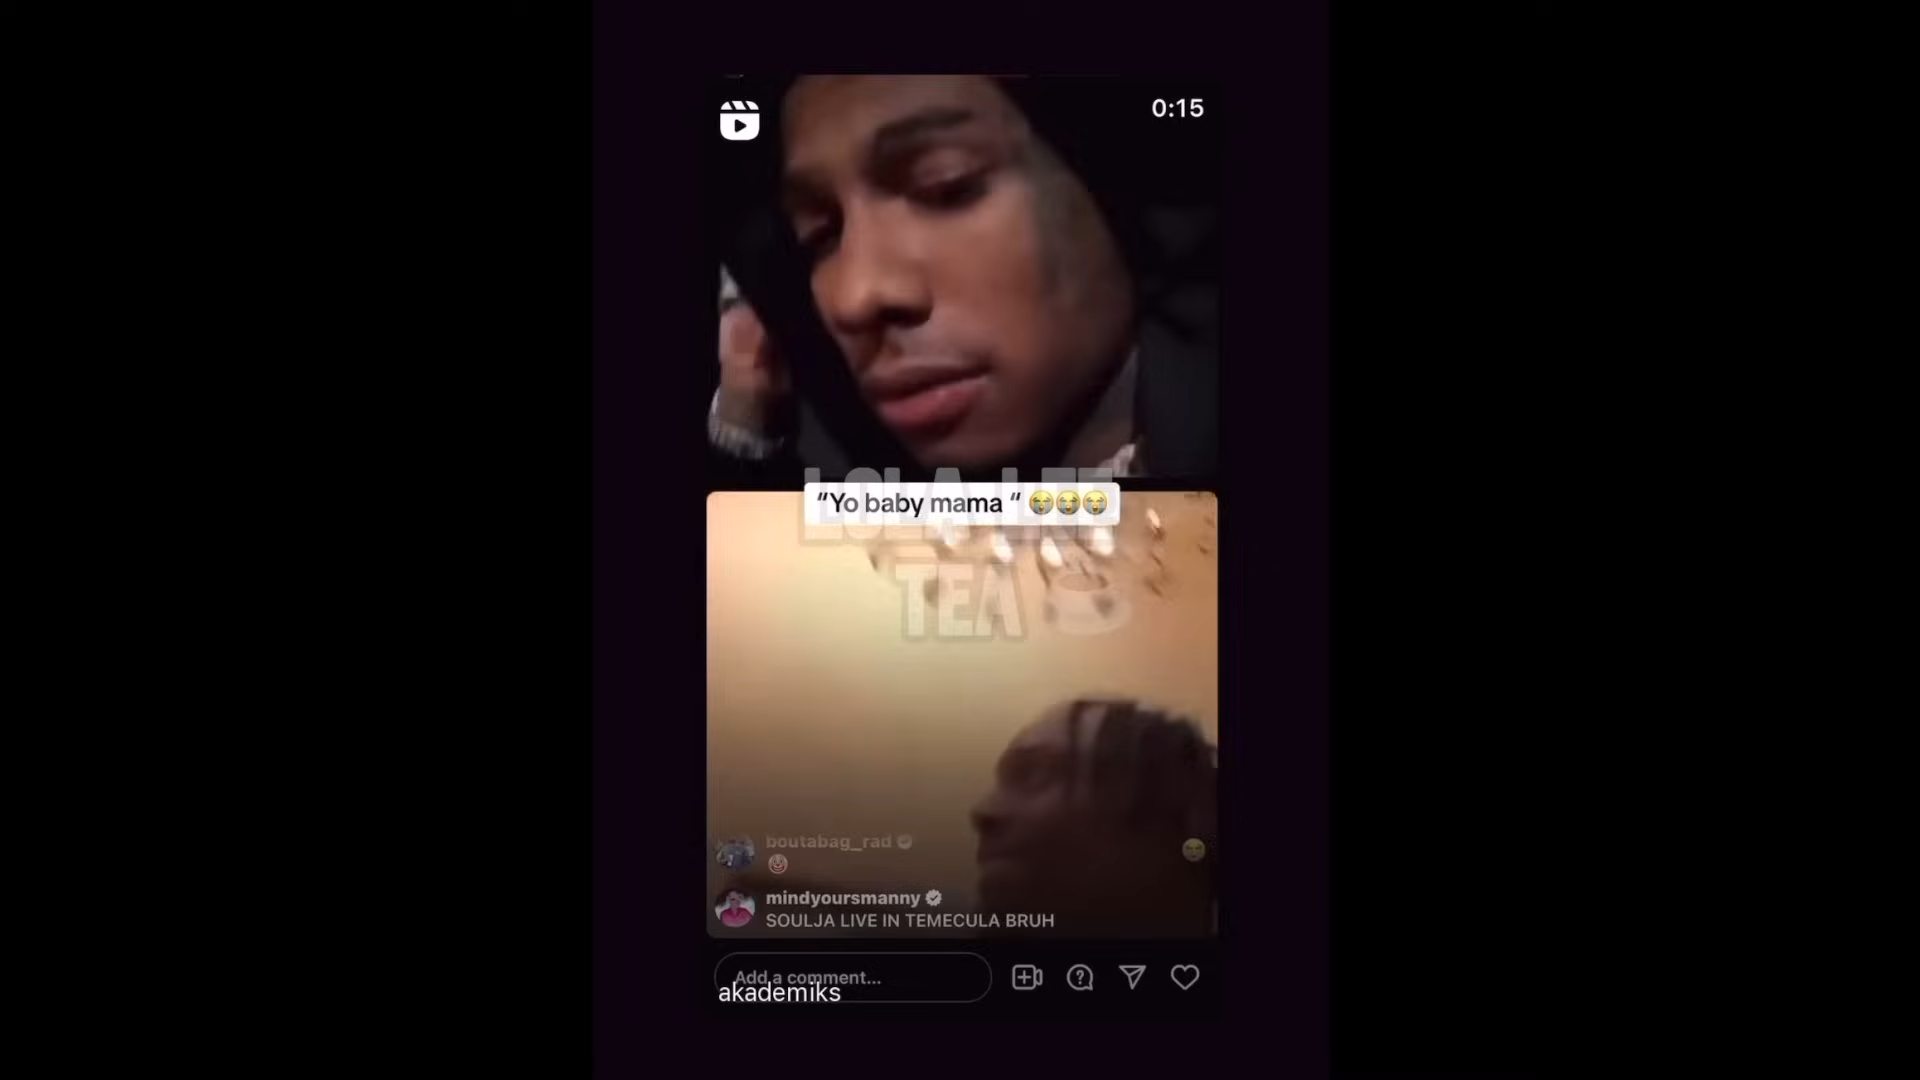 0:15
LOLA LEE
"Yo baby mama " 😭😭😭
TEA
boutabag_rad
🤡
mindyoursmanny
SOULJA LIVE IN TEMECULA BRUH
Add a comment...
akademiks